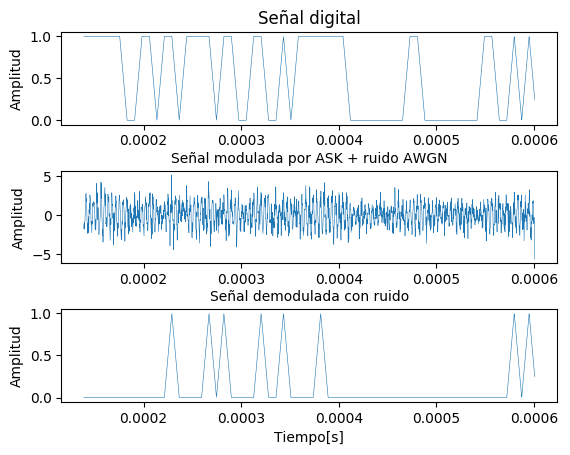 Señal digital
1.0
0.5
0.0
Amplitud
0.0002 0.0003 0.0004 0.0005 0.0006
Señal modulada por ASK + ruido AWGN
5
0
−5
Amplitud
0.0002 0.0003 0.0004 0.0005 0.0006
Señal demodulada con ruido
1.0
0.5
0.0
Amplitud
0.0002 0.0003 0.0004 0.0005 0.0006
Tiempo[s]